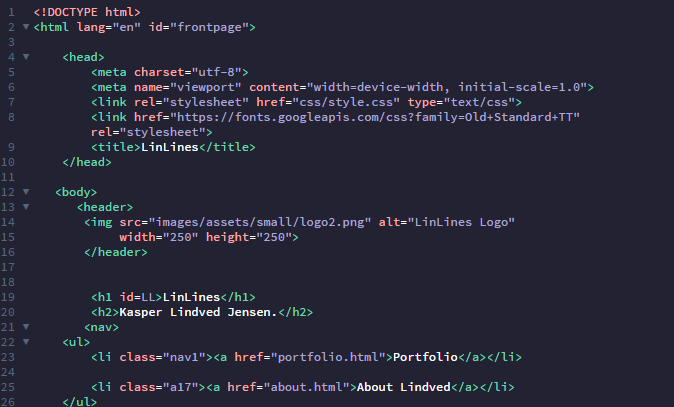 1 <!DOCTYPE html>
2 <html lang="en" id="frontpage">
3
4 <head>
5 <meta charset="utf-8">
6 <meta name="viewport" content="width=device-width, initial-scale=1.0">
7 <link rel="stylesheet" href="css/style.css" type="text/css">
8 <link href="https://fonts.googleapis.com/css?family=Old+Standard+TT"
rel="stylesheet">
9 <title>LinLines</title>
10 </head>
11
12 <body>
13 <header>
14 <img src="images/assets/small/logo2.png" alt="LinLines Logo"
15 width="250" height="250">
16 </header>
17
18
19 <h1 id=LL>LinLines</h1>
20 <h2>Kasper Lindved Jensen.</h2>
21 <nav>
22 <ul>
23 <li class="nav1"><a href="portfolio.html">Portfolio</a></li>
24
25 <li class="a17"><a href="about.html">About Lindved</a></li>
26 </ul>